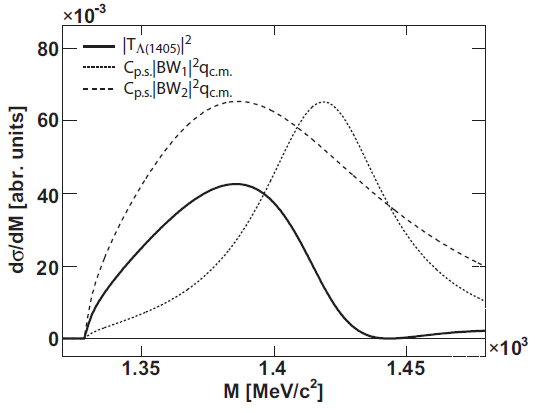 ×10⁻³
80
60
40
20
0
dσ/dM [abr. units]
|T_Λ(1405)|²
C_p.s.|BW₁|²q_c.m.
C_p.s.|BW₂|²q_c.m.
1.35
1.4
1.45
×10³
M [MeV/c²]